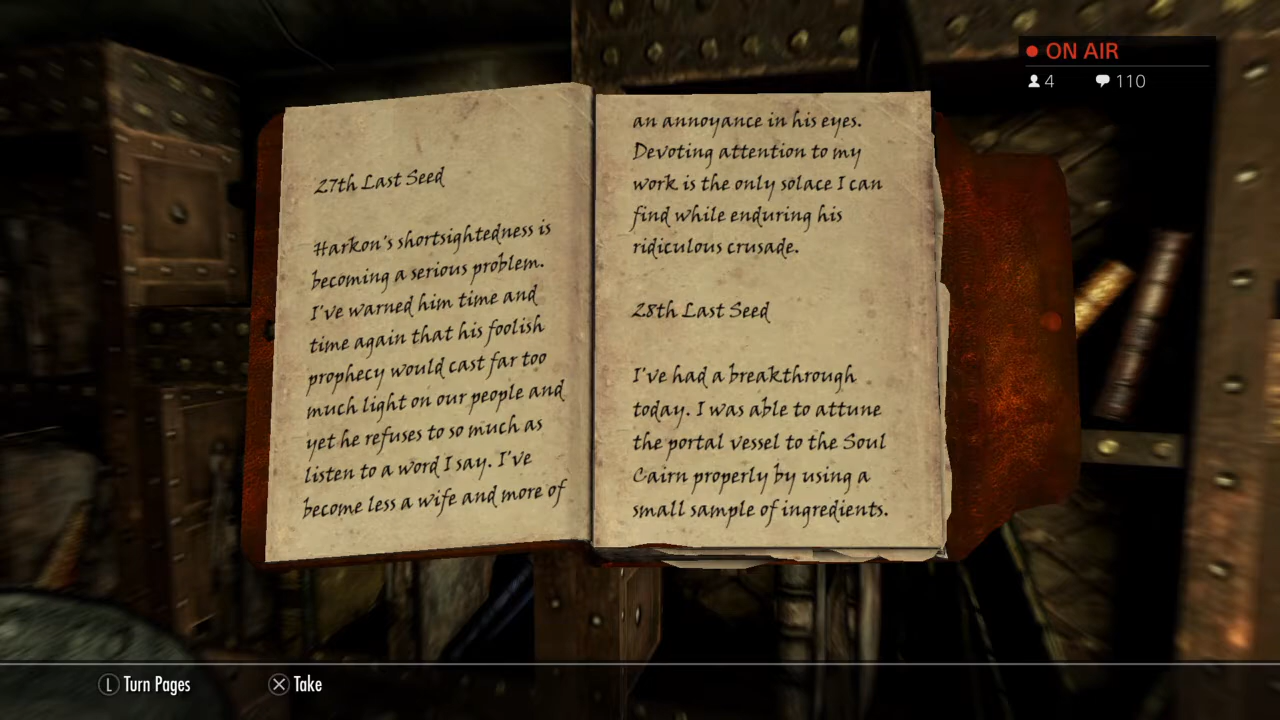 27th Last Seed
Harkon's shortsightedness is
becoming a serious problem.
I've warned him time and
time again that his foolish
prophecy would cast far too
much light on our people and
yet he refuses to so much as
listen to a word I say. I've
become less a wife and more of
an annoyance in his eyes.
Devoting attention to my
work is the only solace I can
find while enduring his
ridiculous crusade.
28th Last Seed
I've had a breakthrough
today. I was able to attune
the portal vessel to the Soul
Cairn properly by using a
small sample of ingredients.
ON AIR
4 110
L Turn Pages X Take